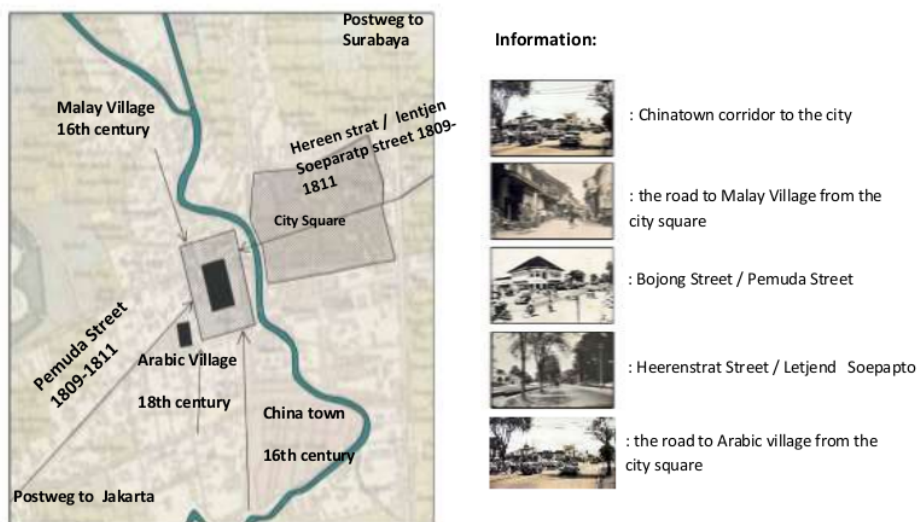 Postweg to
Surabaya
Malay Village
16th century
Hereen strat / lentjen
Soeparatp street 1809-
1811
City Square
Pemuda Street
1809-1811
Arabic Village
18th century
China town
16th century
Postweg to Jakarta
Information:
: Chinatown corridor to the city
: the road to Malay Village from the
city square
: Bojong Street / Pemuda Street
: Heerenstrat Street / Letjend Soepapto
: the road to Arabic village from the
city square